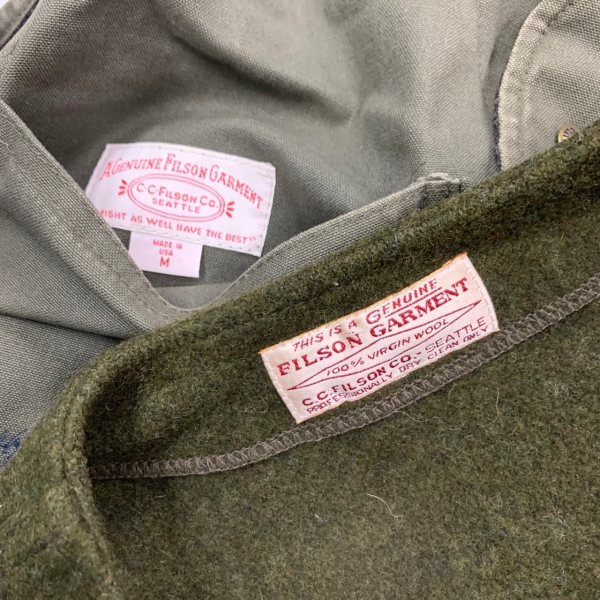 A GENUINE FILSON GARMENT
C·C·FILSON CO.
SEATTLE
MIGHT AS WELL HAVE THE BEST"
MADE IN
USA
M
THIS IS A GENUINE
FILSON GARMENT
100% VIRGIN WOOL
C.C.FILSON CO.-SEATTLE
PROFESSIONALLY DRY CLEAN ONLY